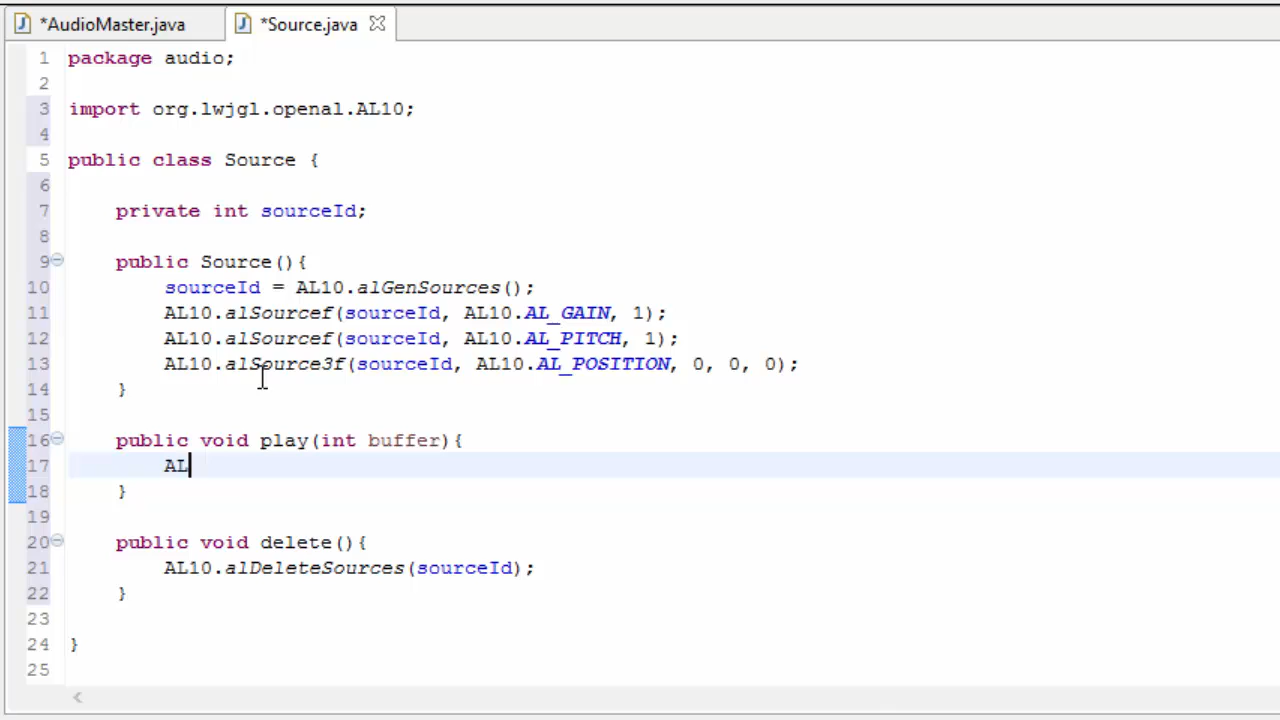 *AudioMaster.java *Source.java
1 package audio;
2
3 import org.lwjgl.openal.AL10;
4
5 public class Source {
6
7 private int sourceId;
8
9 public Source(){
10 sourceId = AL10.alGenSources();
11 AL10.alSourcef(sourceId, AL10.AL_GAIN, 1);
12 AL10.alSourcef(sourceId, AL10.AL_PITCH, 1);
13 AL10.alSource3f(sourceId, AL10.AL_POSITION, 0, 0, 0);
14 }
15
16 public void play(int buffer){
17 AL
18 }
19
20 public void delete(){
21 AL10.alDeleteSources(sourceId);
22 }
23
24 }
25